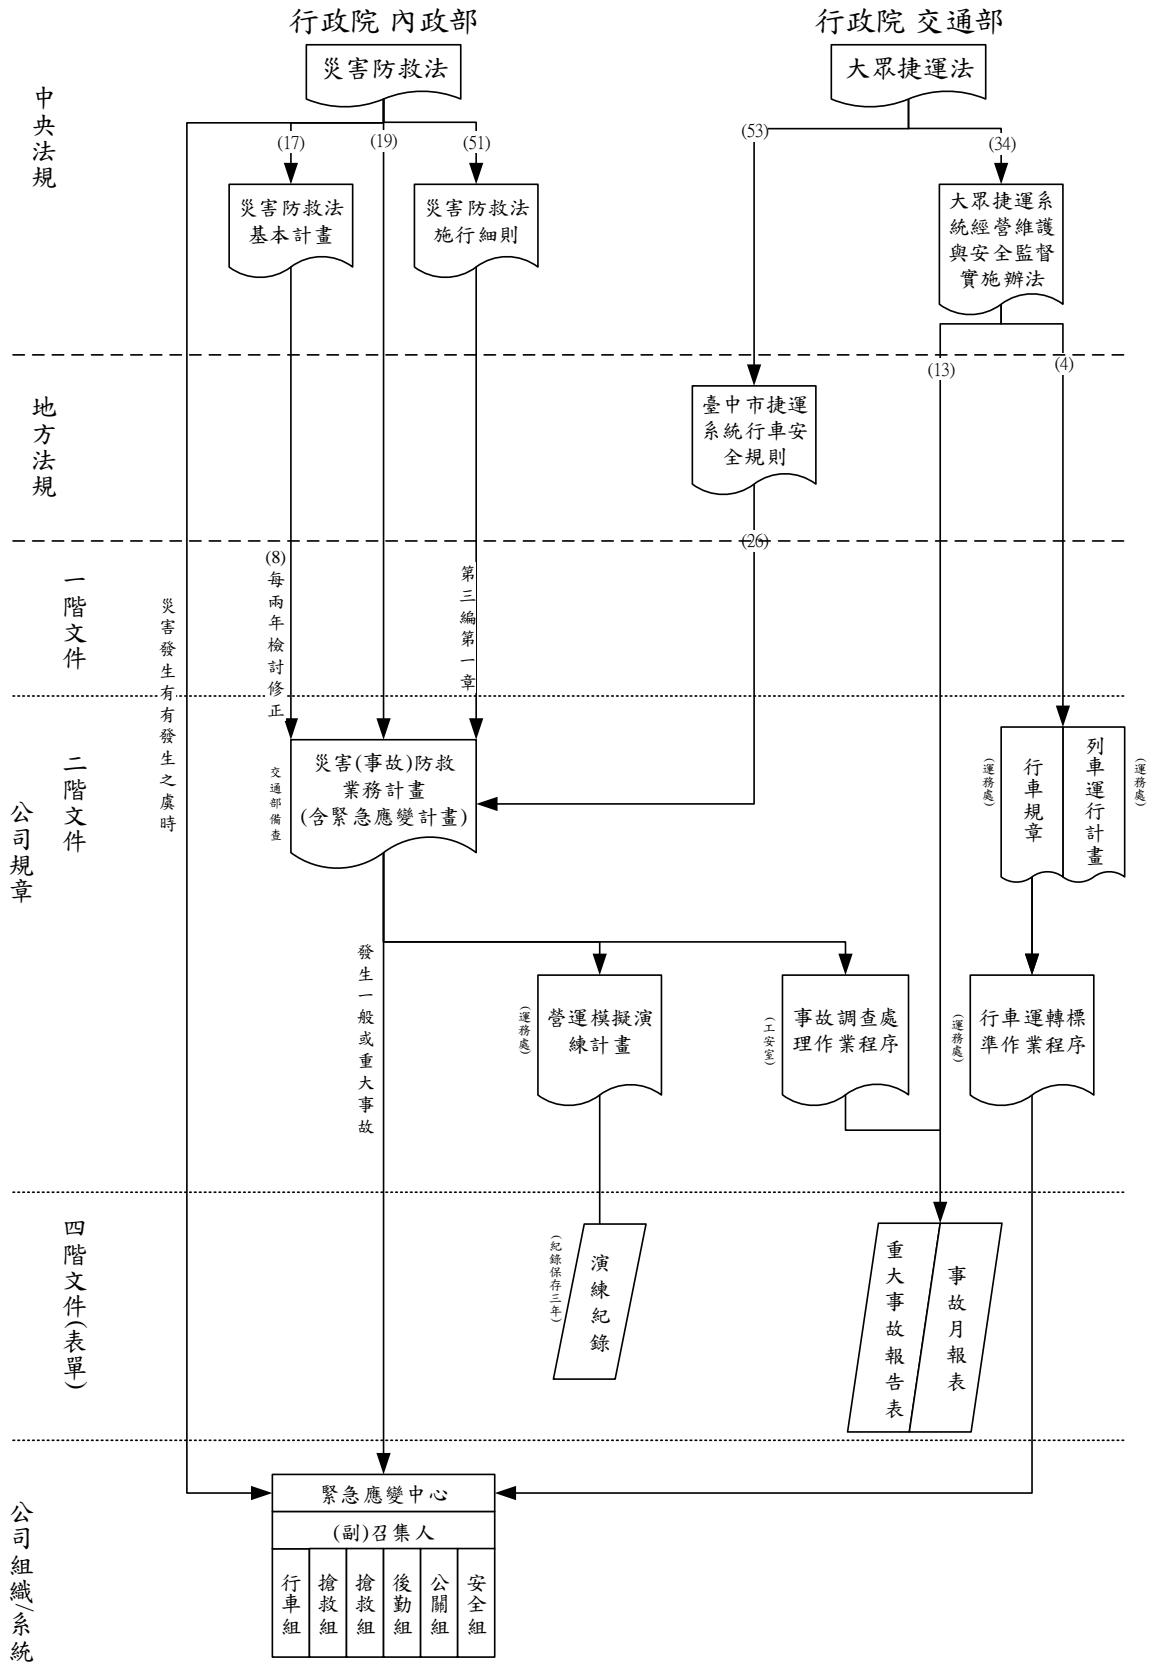 行政院 內政部
行政院 交通部
災害防救法
大眾捷運法
中央法規
(17)
(19)
(51)
(53)
(34)
災害防救法
基本計畫
災害防救法
施行細則
大眾捷運系
統經營維護
與安全監督
實施辦法
(13)
(4)
地方法規
臺中市捷運
系統行車安
全規則
(26)
一階文件
災害發生有有發生之虞時
(8)每兩年檢討修正
第三編第一章
公司規章
二階文件
交通部備查
災害(事故)防救
業務計畫
(含緊急應變計畫)
(運務處)
行車規章
列車運行計畫
(運務處)
發生一般或重大事故
(運務處)
營運模擬演
練計畫
(工安室)
事故調查處
理作業程序
(運務處)
行車運轉標
準作業程序
四階文件(表單)
(紀錄保存三年)
演練紀錄
重大事故報告表
事故月報表
公司組織/系統
緊急應變中心
(副)召集人
行車組
搶救組
搶救組
後勤組
公關組
安全組